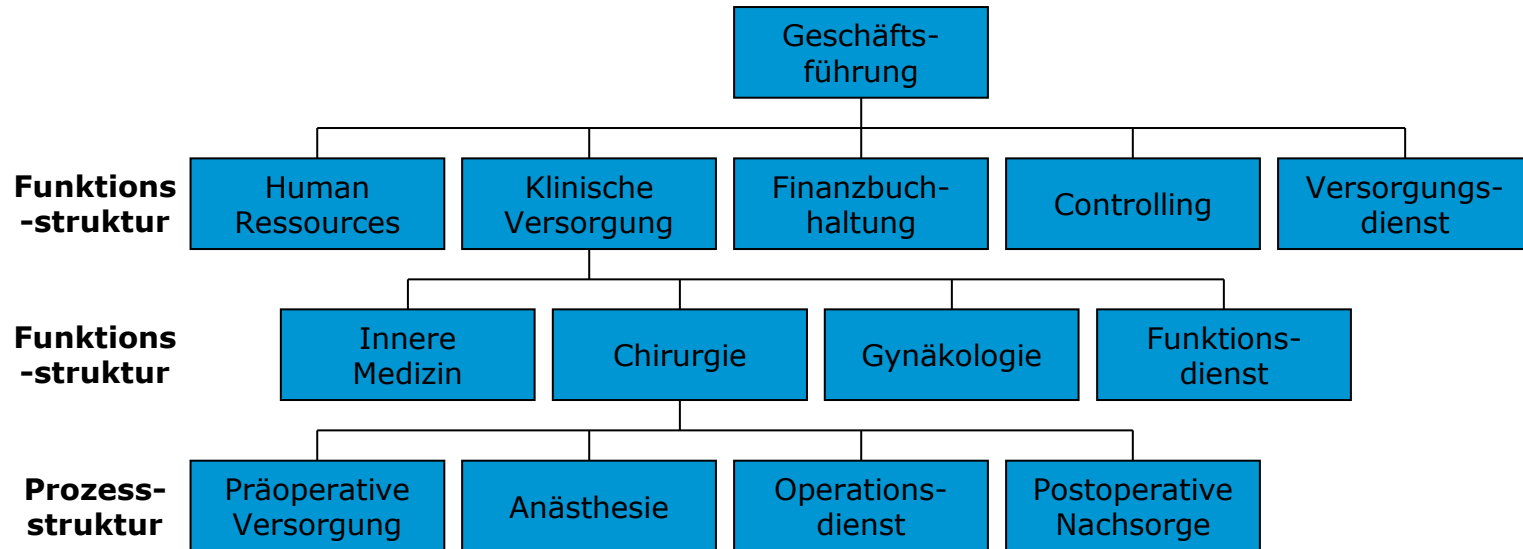 Geschäfts-
führung
Funktions
-struktur
Human
Ressources
Klinische
Versorgung
Finanzbuch-
haltung
Controlling
Versorgungs-
dienst
Funktions
-struktur
Innere
Medizin
Chirurgie
Gynäkologie
Funktions-
dienst
Prozess-
struktur
Präoperative
Versorgung
Anästhesie
Operations-
dienst
Postoperative
Nachsorge